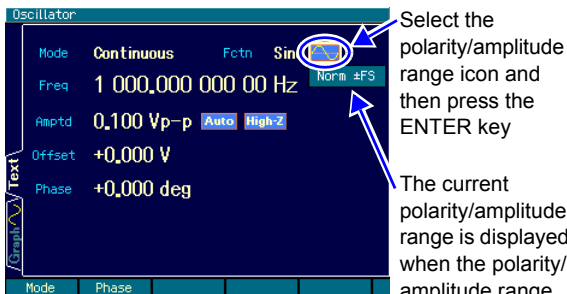 Oscillator
Mode Continuous Fctn Sin
Freq 1 000.000 000 00 Hz Norm ±FS
Amptd 0.100 Vp-p Auto High-Z
Offset +0.000 V
Phase +0.000 deg
Text
Graph
Mode Phase
Select the
polarity/amplitude
range icon and
then press the
ENTER key
The current
polarity/amplitude
range is displayed
when the polarity/
amplitude range